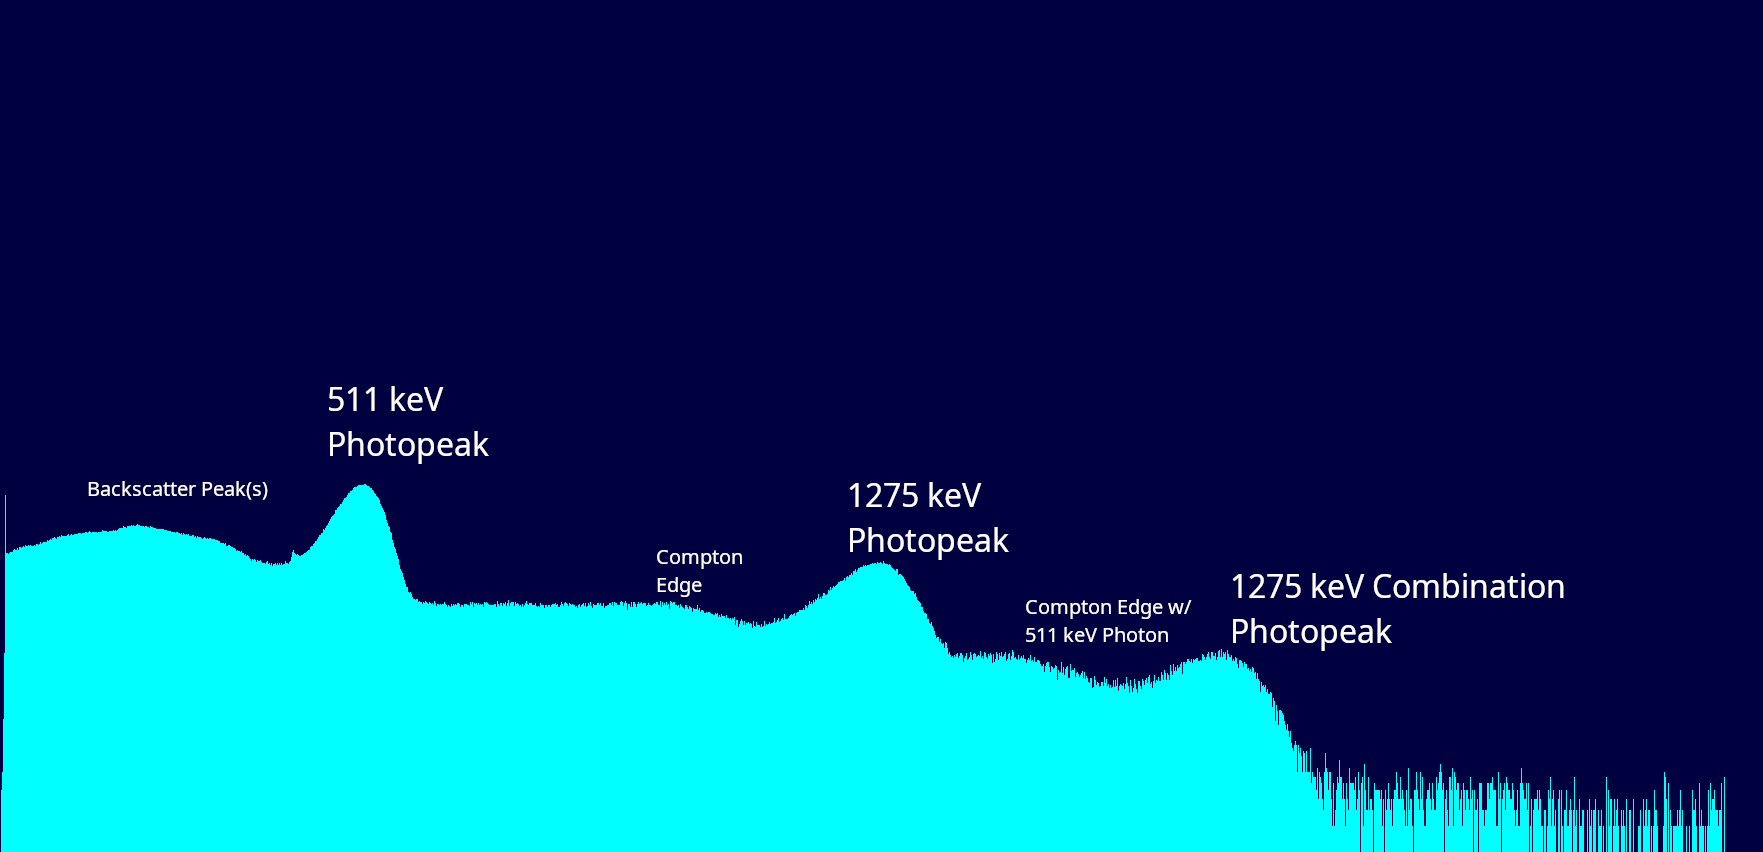 511 keV
Photopeak
Backscatter Peak(s)
1275 keV
Photopeak
Compton
Edge
1275 keV Combination
Photopeak
Compton Edge w/
511 keV Photon